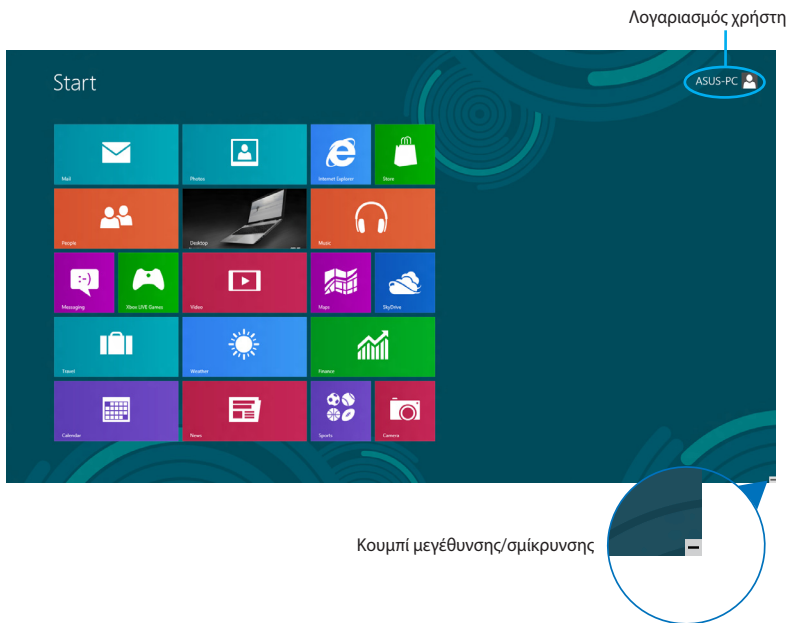 Λογαριασμός χρήστη
Start
ASUS-PC
Mail
Photos
Internet Explorer
Store
People
Desktop
Music
Messaging
Xbox LIVE Games
Video
Maps
SkyDrive
Travel
Weather
Finance
Calendar
News
Sports
Camera
Κουμπί μεγέθυνσης/σμίκρυνσης